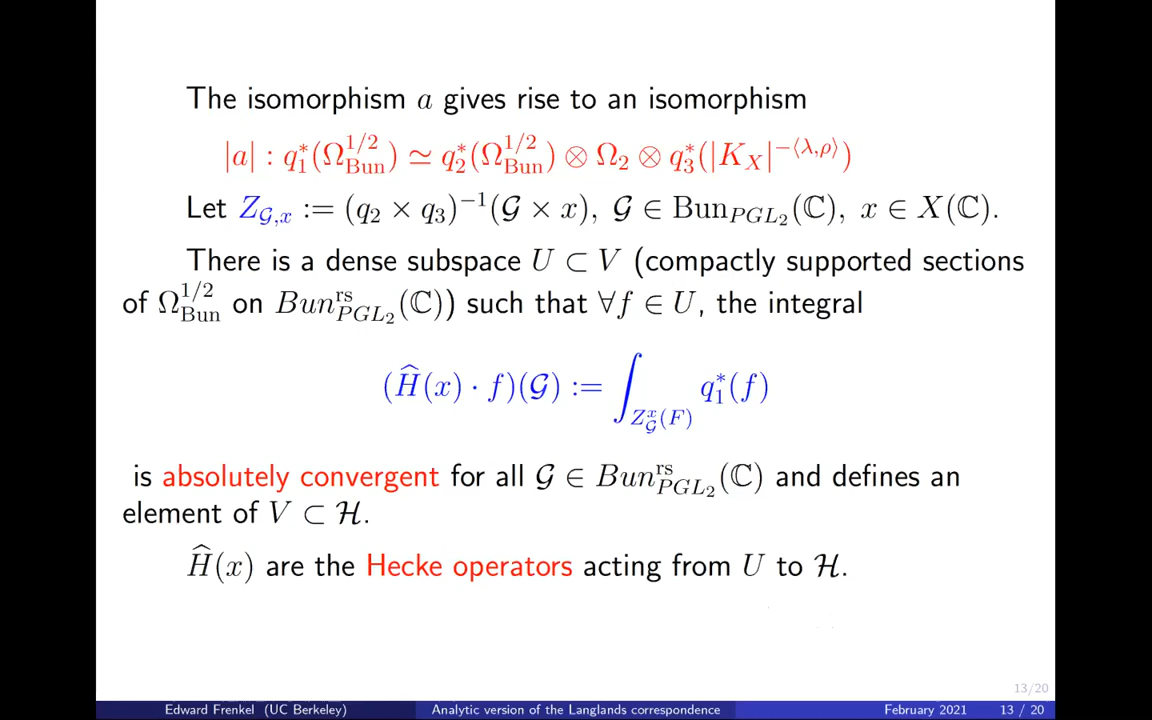 The isomorphism a gives rise to an isomorphism
|a| : q₁*(Ω_Bun^{1/2}) ≃ q₂*(Ω_Bun^{1/2}) ⊗ Ω₂ ⊗ q₃*(|K_X|^{−⟨λ,ρ⟩})
Let Z_{𝒢,x} := (q₂ × q₃)^{−1}(𝒢 × x), 𝒢 ∈ Bun_{PGL₂}(ℂ), x ∈ X(ℂ).
There is a dense subspace U ⊂ V (compactly supported sections
of Ω_Bun^{1/2} on Bun^{rs}_{PGL₂}(ℂ)) such that ∀f ∈ U, the integral
(Ĥ(x) · f)(𝒢) := ∫_{Z^x_𝒢(F)} q₁*(f)
is absolutely convergent for all 𝒢 ∈ Bun^{rs}_{PGL₂}(ℂ) and defines an
element of V ⊂ ℋ.
Ĥ(x) are the Hecke operators acting from U to ℋ.
13/20
Edward Frenkel (UC Berkeley) Analytic version of the Langlands correspondence February 2021 13 / 20